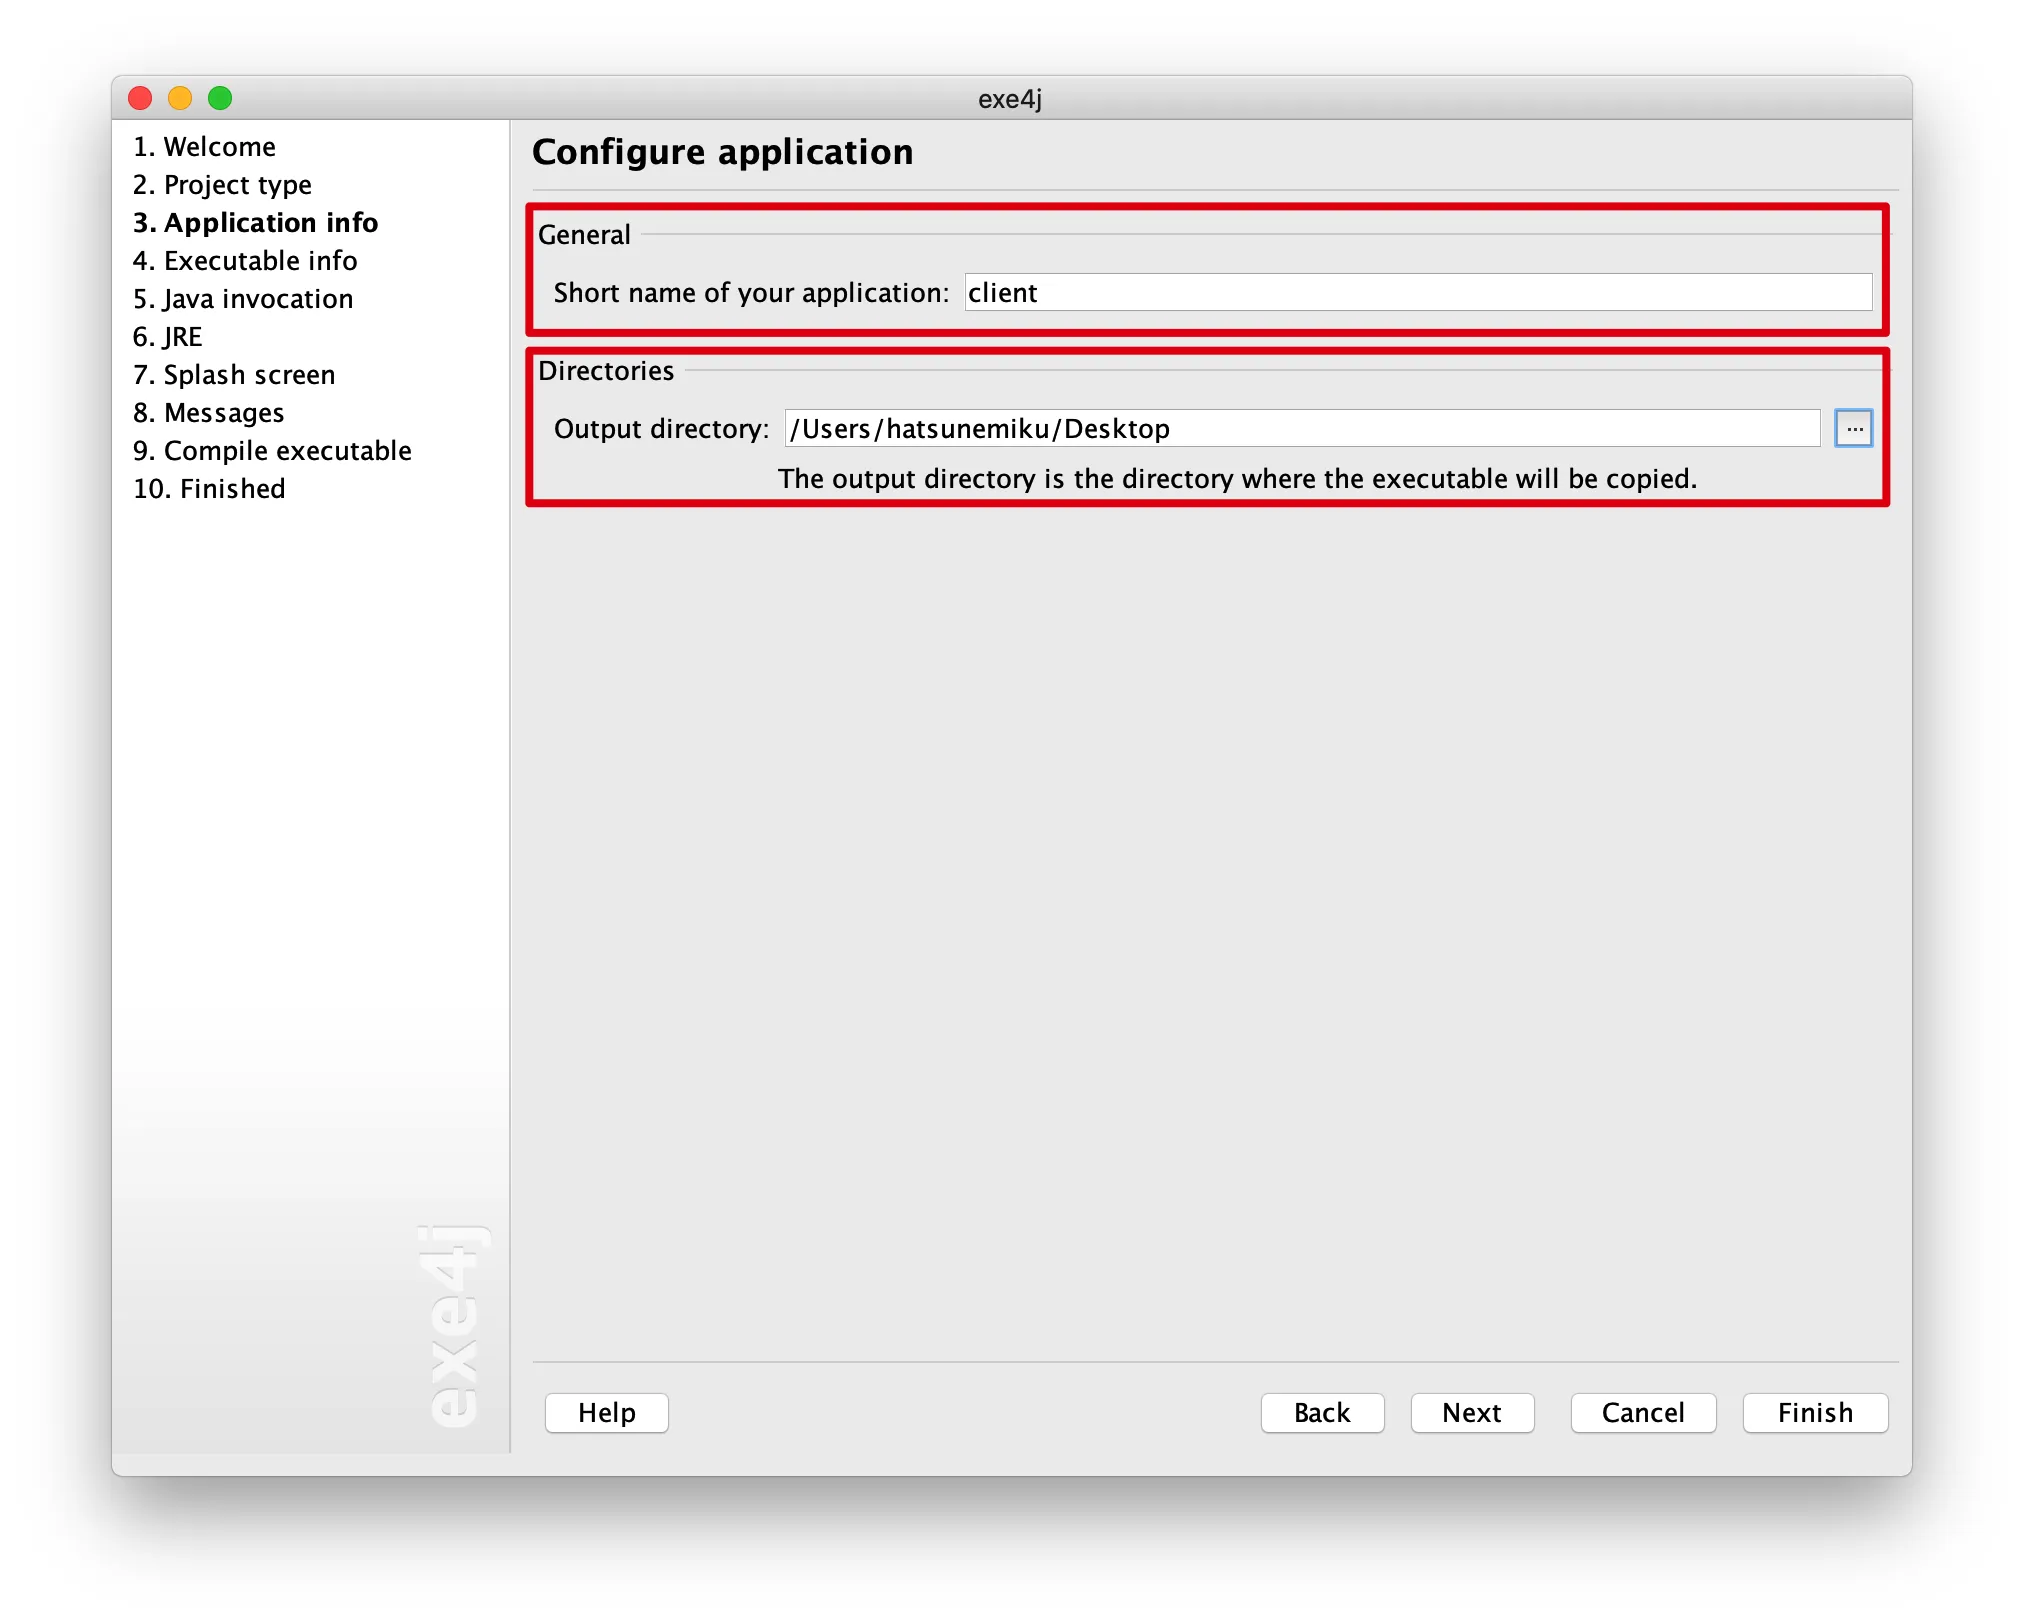 exe4j
1. Welcome
2. Project type
3. Application info
4. Executable info
5. Java invocation
6. JRE
7. Splash screen
8. Messages
9. Compile executable
10. Finished
exe4j
Configure application
General
Short name of your application: client
Directories
Output directory: /Users/hatsunemiku/Desktop ...
The output directory is the directory where the executable will be copied.
Help Back Next Cancel Finish